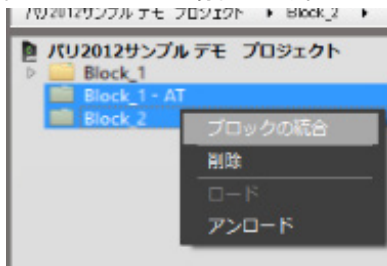 パリ2012サンプル デモ プロジェクト ▸ Block_2 ▸
パリ2012サンプル デモ プロジェクト
Block_1
Block_1 - AT
Block_2
ブロックの統合
削除
ロード
アンロード